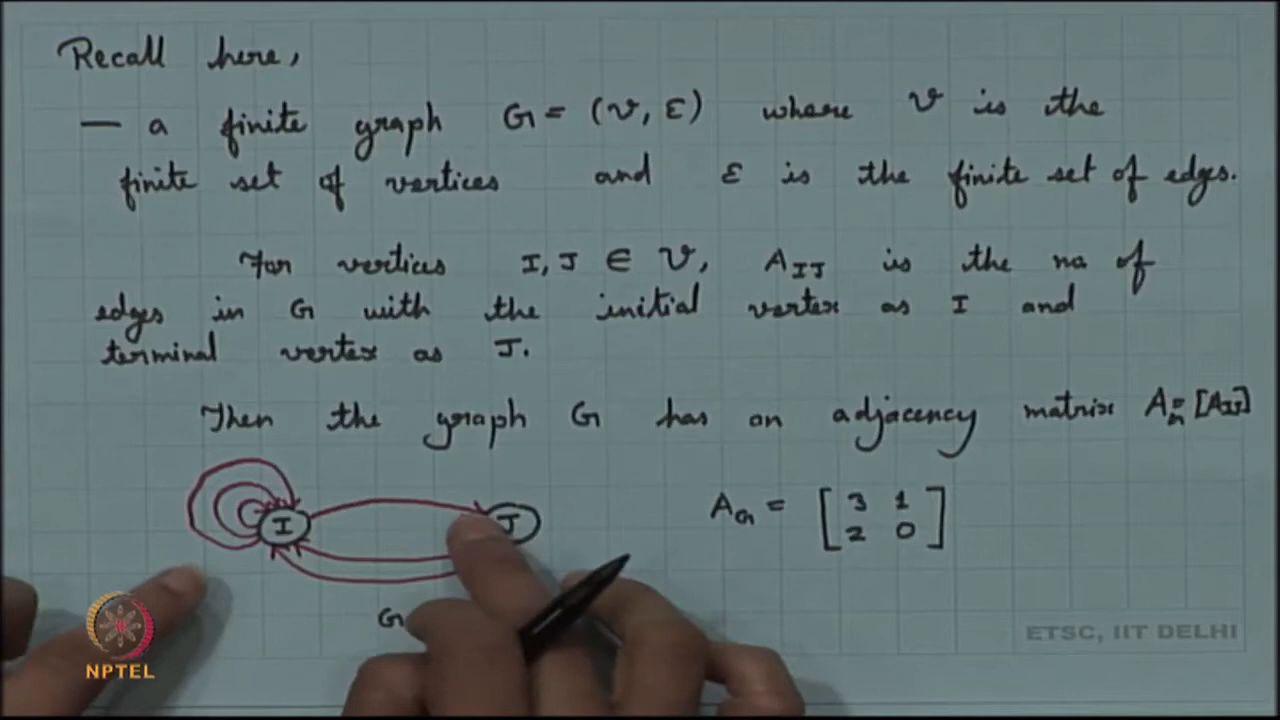 Recall here,
— a finite graph G = (V, E) where V is the
finite set of vertices and E is the finite set of edges.
For vertices I, J ∈ V, A_IJ is the no of
edges in G with the initial vertex as I and
terminal vertex as J.
Then the graph G has an adjacency matrix A_G = [A_IJ]
I J A_G = [3 1
2 0]
G
ETSC, IIT DELHI
NPTEL